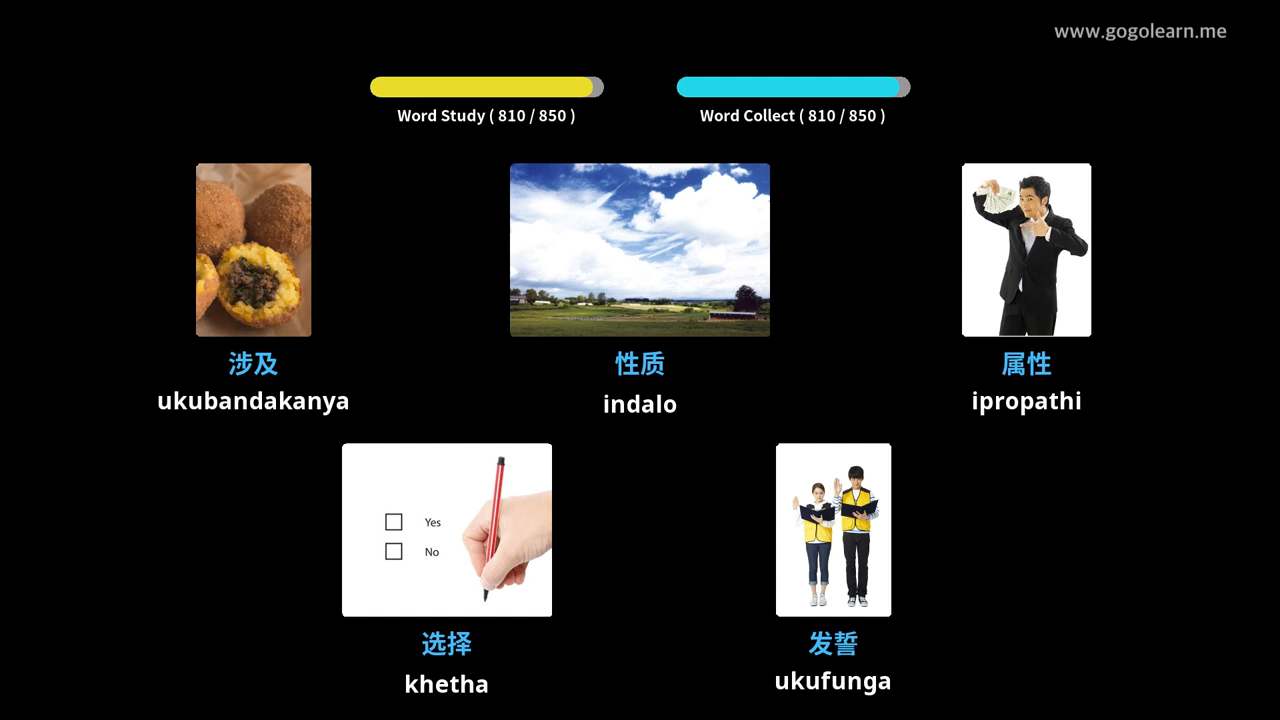 www.gogolearn.me
Word Study ( 810 / 850 )
Word Collect ( 810 / 850 )
涉及
ukubandakanya
性质
indalo
属性
ipropathi
Yes
No
选择
khetha
发誓
ukufunga